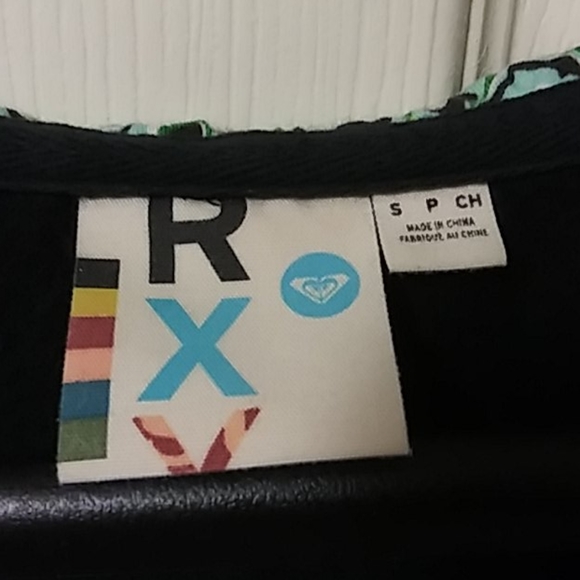 R
X
Y
S P CH
MADE IN CHINA
FABRIQUÉ AU CHINE